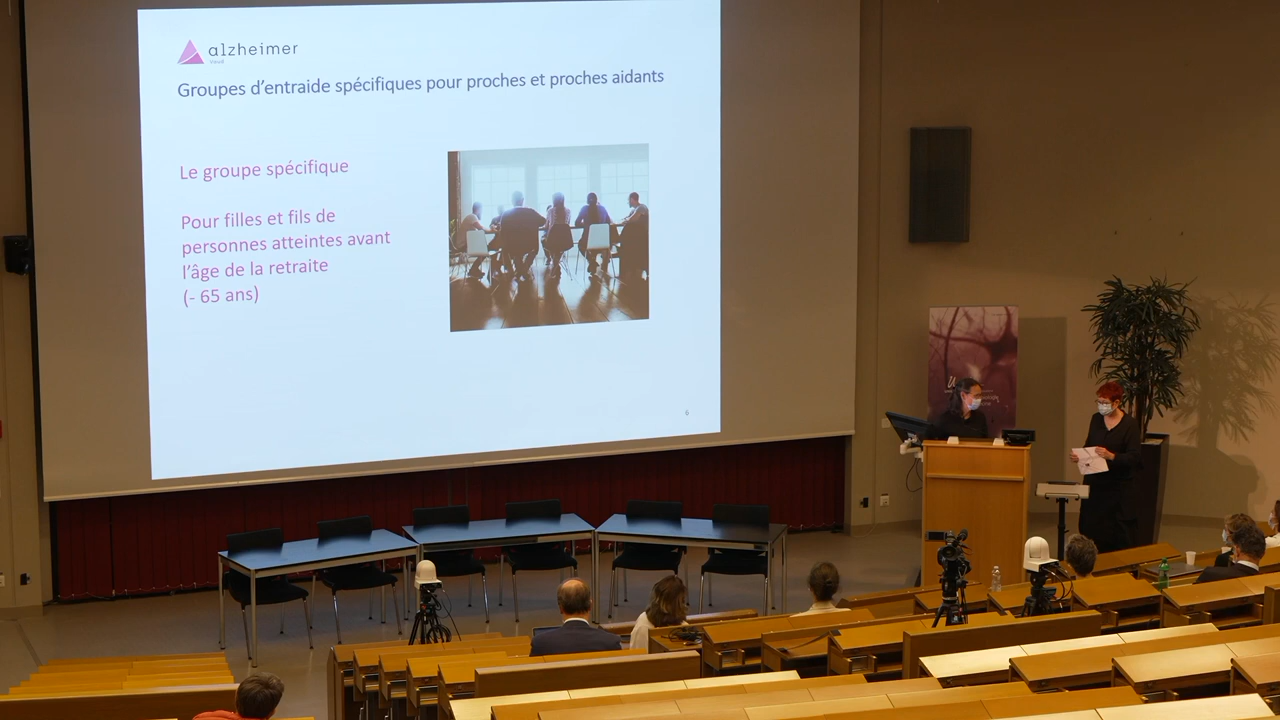 alzheimer
Vaud
Groupes d’entraide spécifiques pour proches et proches aidants
Le groupe spécifique
Pour filles et fils de
personnes atteintes avant
l’âge de la retraite
(- 65 ans)